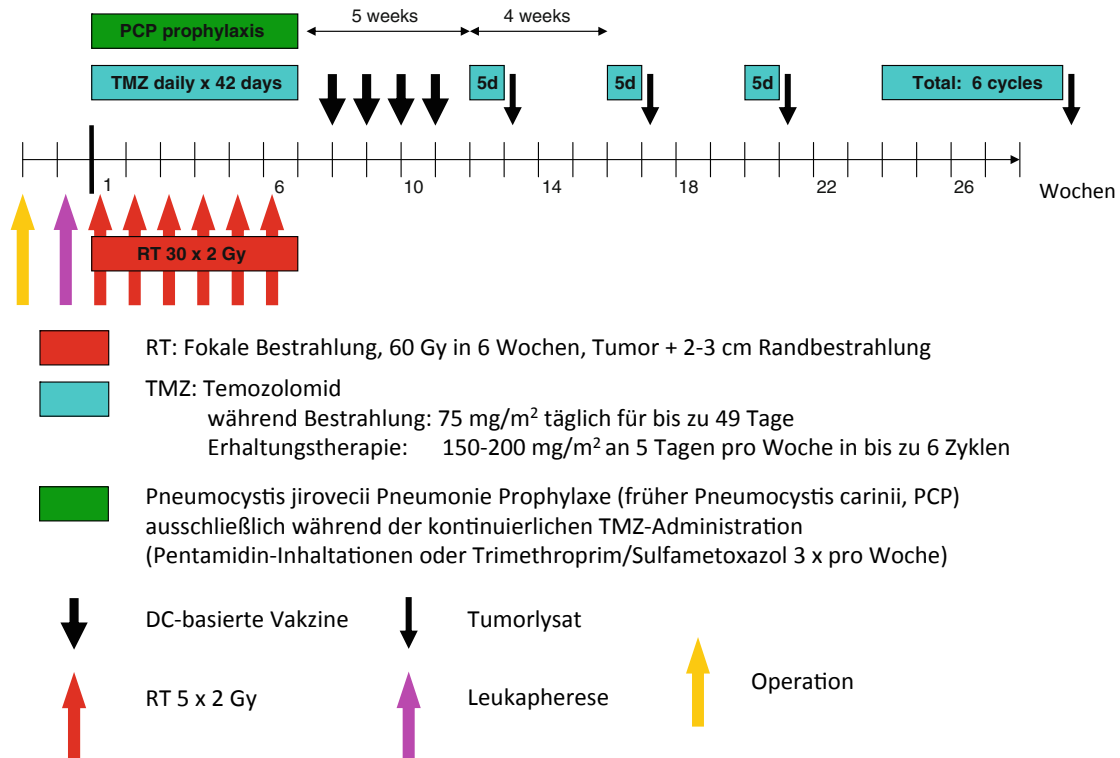 5 weeks
4 weeks
PCP prophylaxis
TMZ daily x 42 days
5d
5d
5d
Total: 6 cycles
1
6
10
14
18
22
26
Wochen
RT 30 x 2 Gy
RT: Fokale Bestrahlung, 60 Gy in 6 Wochen, Tumor + 2-3 cm Randbestrahlung
TMZ: Temozolomid
während Bestrahlung: 75 mg/m² täglich für bis zu 49 Tage
Erhaltungstherapie: 150-200 mg/m² an 5 Tagen pro Woche in bis zu 6 Zyklen
Pneumocystis jirovecii Pneumonie Prophylaxe (früher Pneumocystis carinii, PCP)
ausschließlich während der kontinuierlichen TMZ-Administration
(Pentamidin-Inhaltationen oder Trimethroprim/Sulfametoxazol 3 x pro Woche)
DC-basierte Vakzine
Tumorlysat
Operation
RT 5 x 2 Gy
Leukapherese